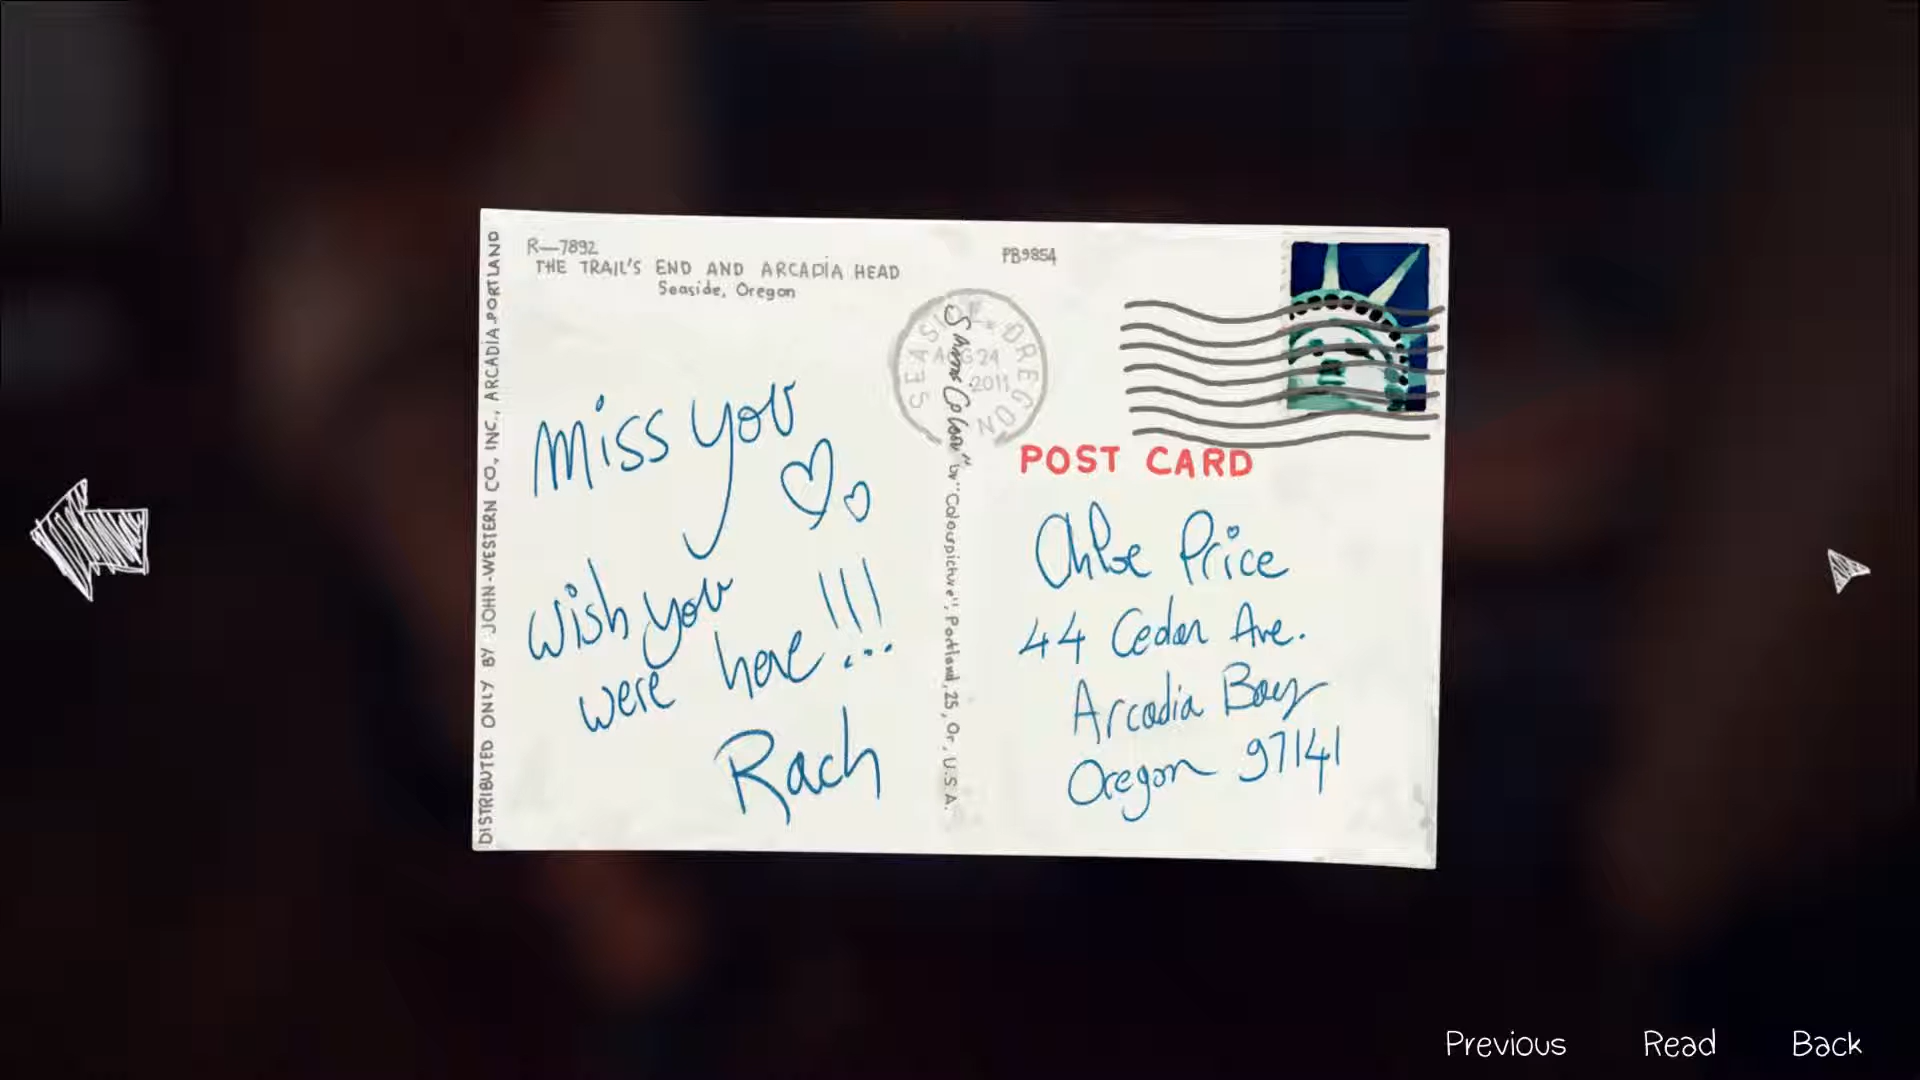 R—7892
THE TRAIL'S END AND ARCADIA HEAD
Seaside, Oregon
PB9854
DISTRIBUTED ONLY BY JOHN-WESTERN CO., INC., ARCADIA-PORTLAND
SEASIDE, OREGON
AUG 24
2011
by "Colourpicture", Portland, 25, Or, U.S.A.
Miss you
wish you
were here!!!
Rach
POST CARD
Chloe Price
44 Cedar Ave.
Arcadia Bay
Oregon 97141
Previous
Read
Back